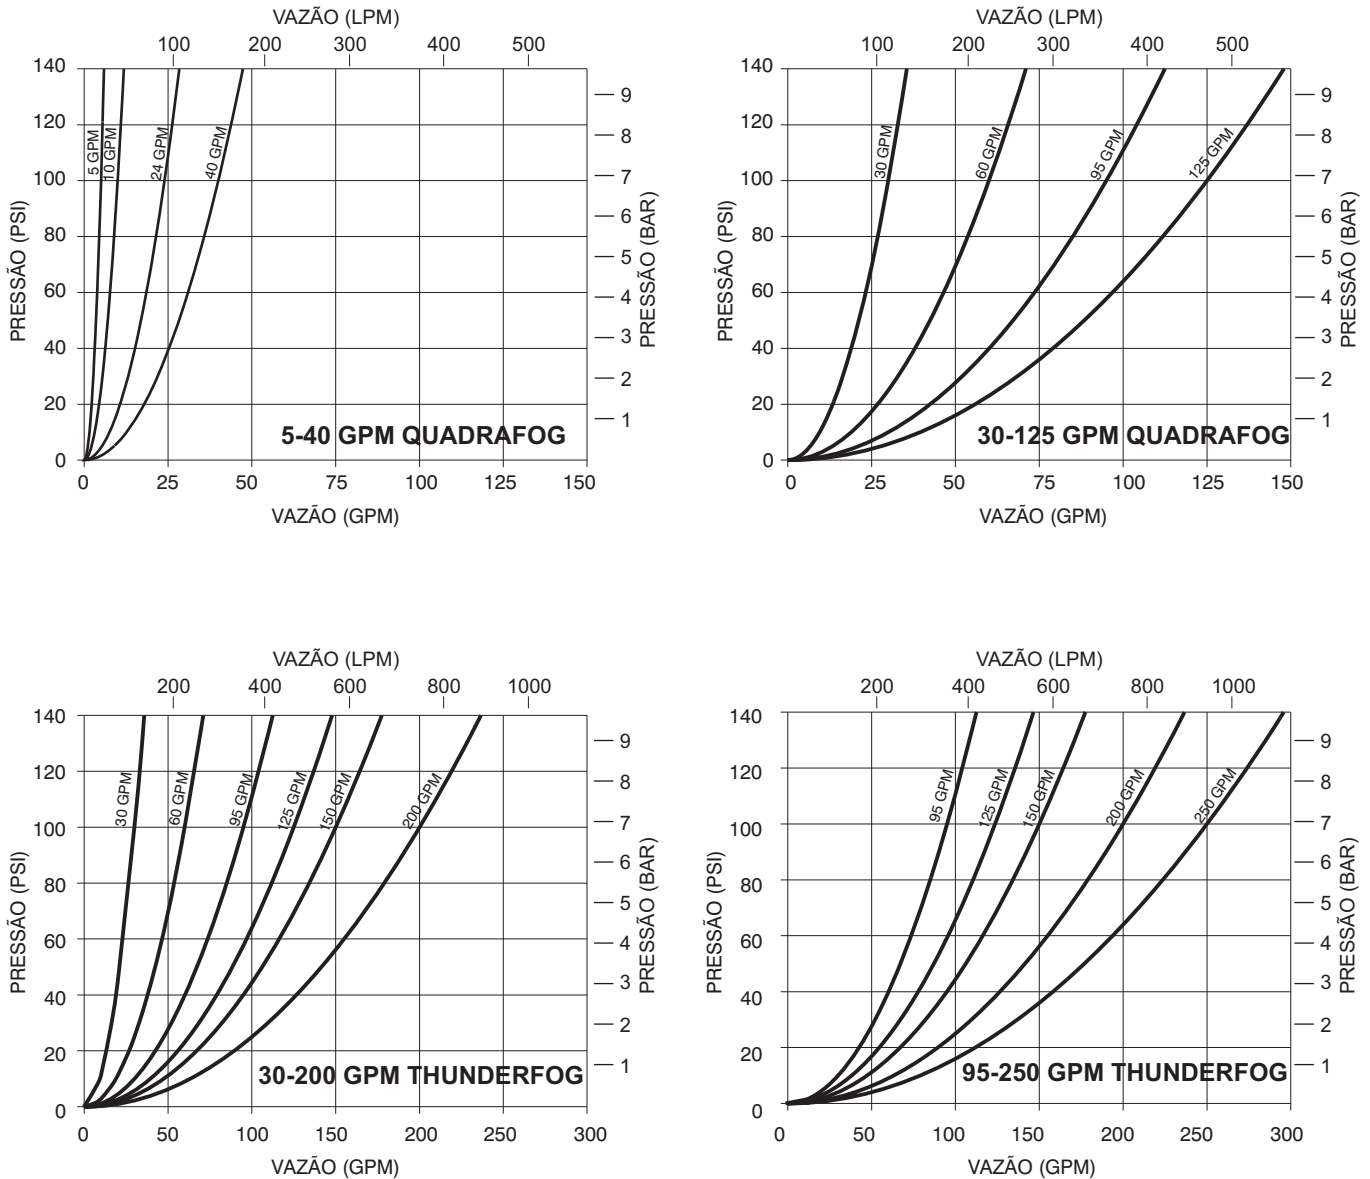 VAZÃO (LPM)
100 200 300 400 500
140
120
100
80
60
40
20
0
PRESSÃO (PSI)
5 GPM
10 GPM
24 GPM
40 GPM
9
8
7
6
5
4
3
2
1
PRESSÃO (BAR)
5-40 GPM QUADRAFOG
0 25 50 75 100 125 150
VAZÃO (GPM)
VAZÃO (LPM)
100 200 300 400 500
140
120
100
80
60
40
20
0
PRESSÃO (PSI)
30 GPM
60 GPM
95 GPM
125 GPM
9
8
7
6
5
4
3
2
1
PRESSÃO (BAR)
30-125 GPM QUADRAFOG
0 25 50 75 100 125 150
VAZÃO (GPM)
VAZÃO (LPM)
200 400 600 800 1000
140
120
100
80
60
40
20
0
PRESSÃO (PSI)
30 GPM
60 GPM
95 GPM
125 GPM
150 GPM
200 GPM
9
8
7
6
5
4
3
2
1
PRESSÃO (BAR)
30-200 GPM THUNDERFOG
0 50 100 150 200 250 300
VAZÃO (GPM)
VAZÃO (LPM)
200 400 600 800 1000
140
120
100
80
60
40
20
0
PRESSÃO (PSI)
95 GPM
125 GPM
150 GPM
200 GPM
250 GPM
9
8
7
6
5
4
3
2
1
PRESSÃO (BAR)
95-250 GPM THUNDERFOG
0 50 100 150 200 250 300
VAZÃO (GPM)